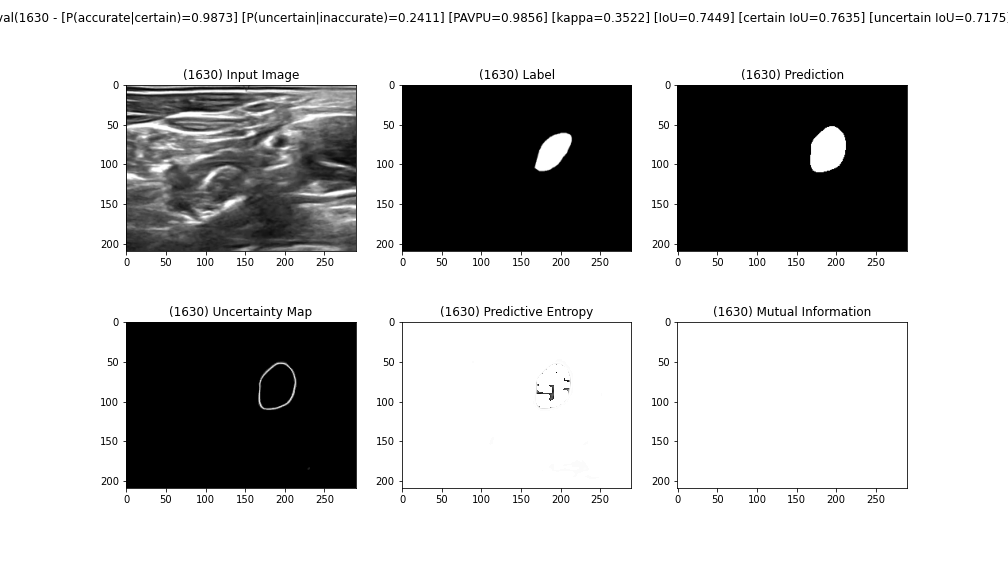 val(1630 - [P(accurate|certain)=0.9873] [P(uncertain|inaccurate)=0.2411] [PAVPU=0.9856] [kappa=0.3522] [IoU=0.7449] [certain IoU=0.7635] [uncertain IoU=0.7175]
(1630) Input Image
0
50
100
150
200
0 50 100 150 200 250
(1630) Label
0
50
100
150
200
0 50 100 150 200 250
(1630) Prediction
0
50
100
150
200
0 50 100 150 200 250
(1630) Uncertainty Map
0
50
100
150
200
0 50 100 150 200 250
(1630) Predictive Entropy
0
50
100
150
200
0 50 100 150 200 250
(1630) Mutual Information
0
50
100
150
200
0 50 100 150 200 250